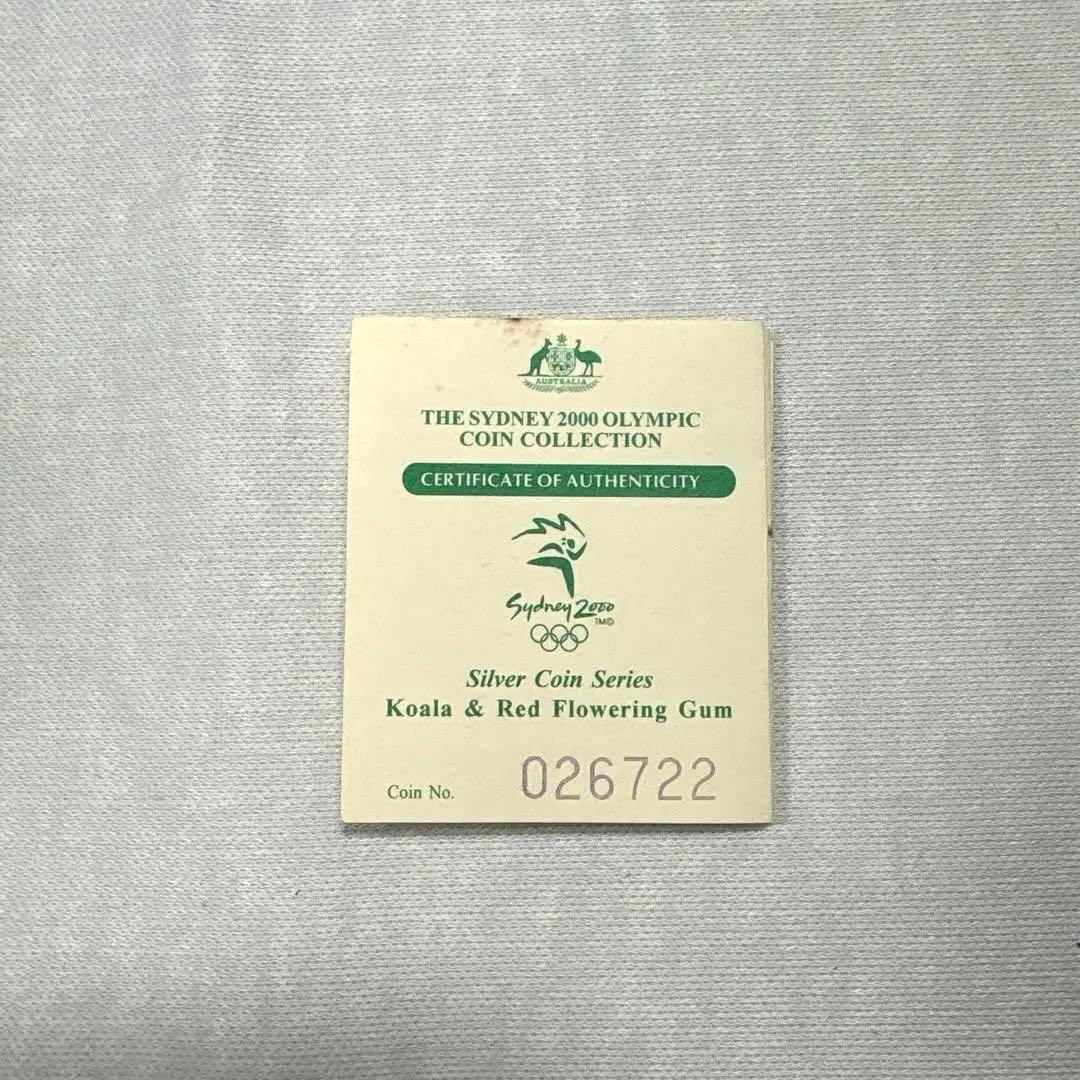 AUSTRALIA
THE SYDNEY 2000 OLYMPIC
COIN COLLECTION
CERTIFICATE OF AUTHENTICITY
Sydney 2000
TM©
Silver Coin Series
Koala & Red Flowering Gum
Coin No. 026722